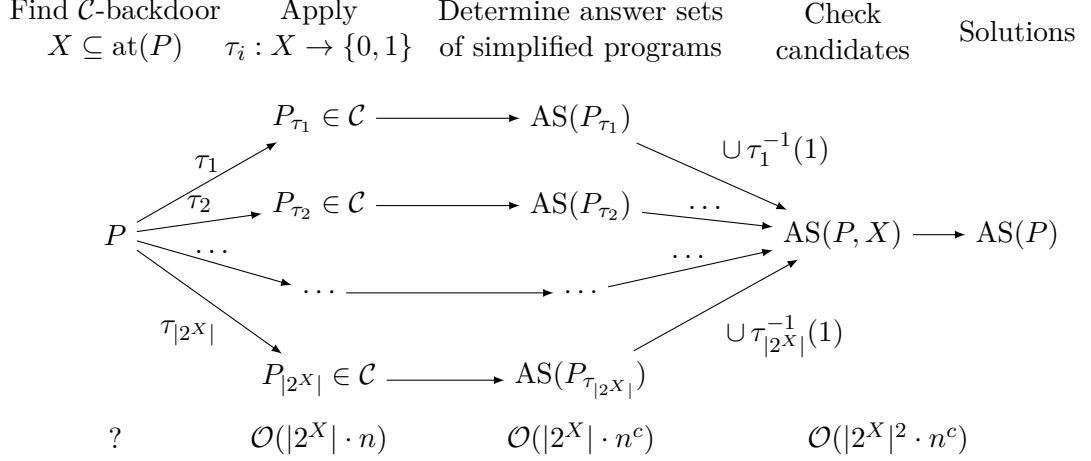 Find 𝒞-backdoor Apply Determine answer sets Check Solutions
X ⊆ at(P) τ_i : X → {0, 1} of simplified programs candidates
P_{τ_1} ∈ 𝒞 AS(P_{τ_1})
τ_1 ∪ τ_1^{-1}(1)
τ_2 P_{τ_2} ∈ 𝒞 AS(P_{τ_2}) ...
P AS(P, X) AS(P)
... ...
... ...
τ_{|2^X|} ∪ τ_{|2^X|}^{-1}(1)
P_{|2^X|} ∈ 𝒞 AS(P_{τ_{|2^X|}})
? 𝒪(|2^X| · n) 𝒪(|2^X| · n^c) 𝒪(|2^X|^2 · n^c)